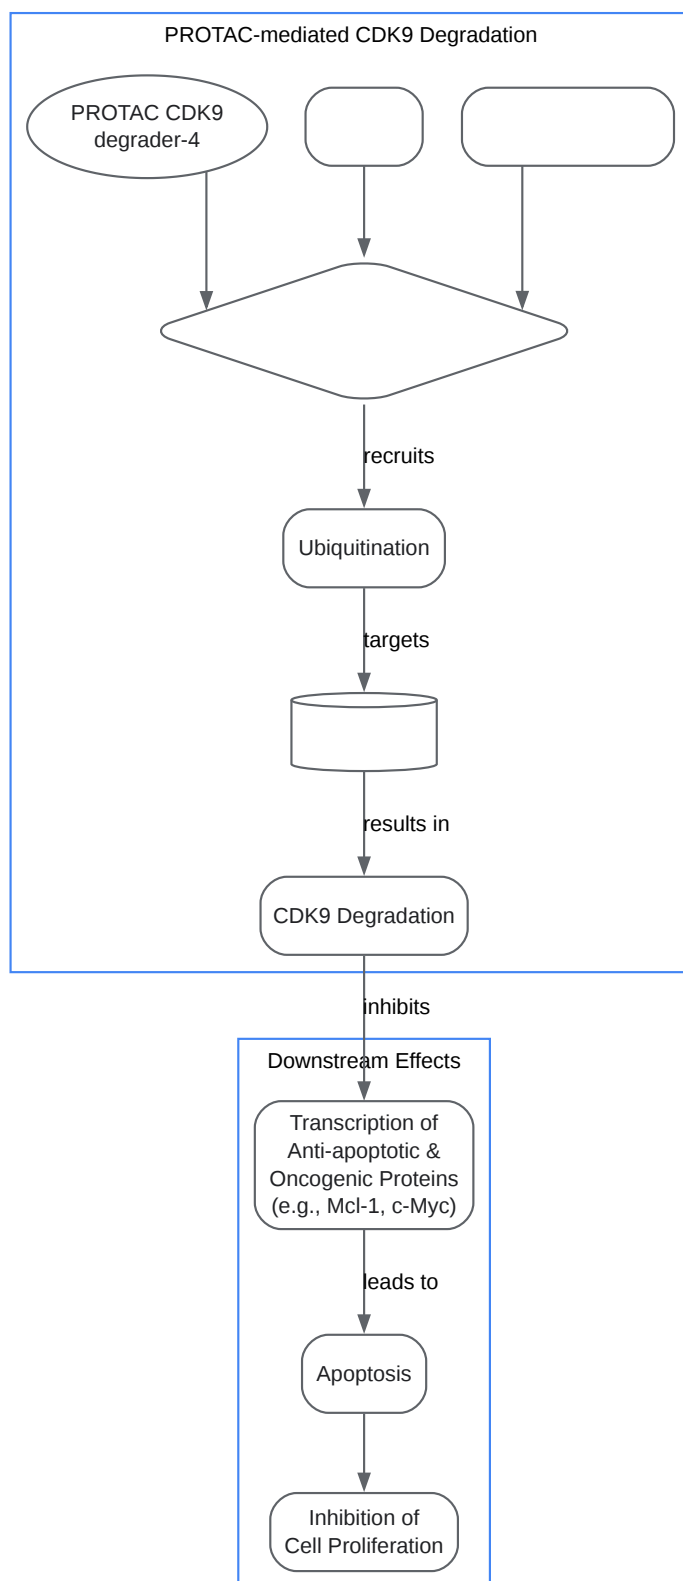 PROTAC-mediated CDK9 Degradation
PROTAC CDK9
degrader-4
recruits
Ubiquitination
targets
results in
CDK9 Degradation
inhibits
Downstream Effects
Transcription of
Anti-apoptotic &
Oncogenic Proteins
(e.g., Mcl-1, c-Myc)
leads to
Apoptosis
Inhibition of
Cell Proliferation